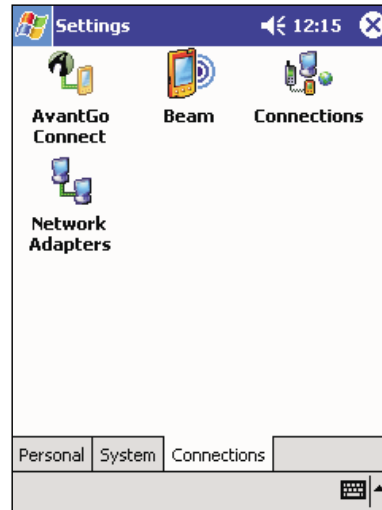 Settings 12:15
AvantGo Connect
Beam
Connections
Network Adapters
Personal System Connections